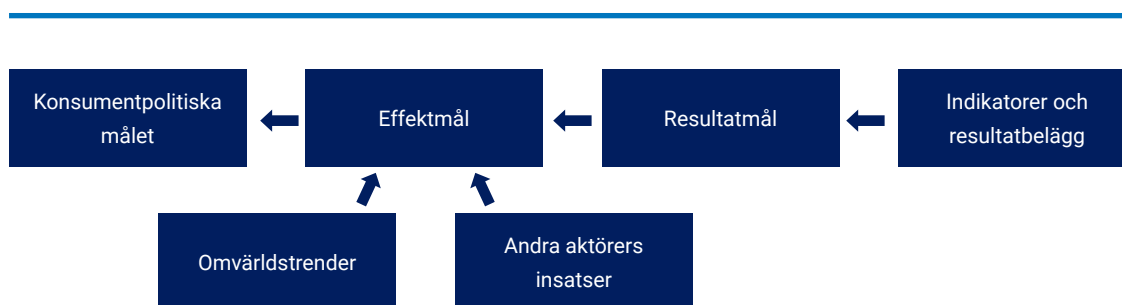 Konsumentpolitiska
målet
Effektmål
Resultatmål
Indikatorer och
resultatbelägg
Omvärldstrender
Andra aktörers
insatser